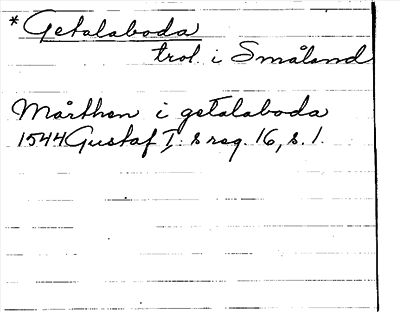 * Getalaboda
trol. i Småland
Mårthen i getalaboda
1544 Gustaf I:s reg. 16, s. 1.